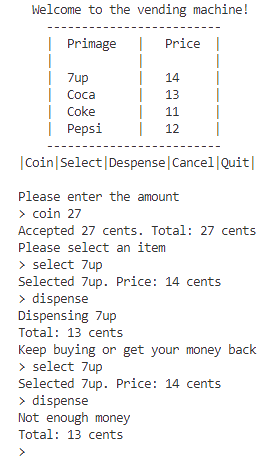 Welcome to the vending machine!
-------------------------
| Primage | Price |
| | |
| 7up | 14 |
| Coca | 13 |
| Coke | 11 |
| Pepsi | 12 |
-------------------------
|Coin|Select|Despense|Cancel|Quit|
Please enter the amount
> coin 27
Accepted 27 cents. Total: 27 cents
Please select an item
> select 7up
Selected 7up. Price: 14 cents
> dispense
Dispensing 7up
Total: 13 cents
Keep buying or get your money back
> select 7up
Selected 7up. Price: 14 cents
> dispense
Not enough money
Total: 13 cents
>